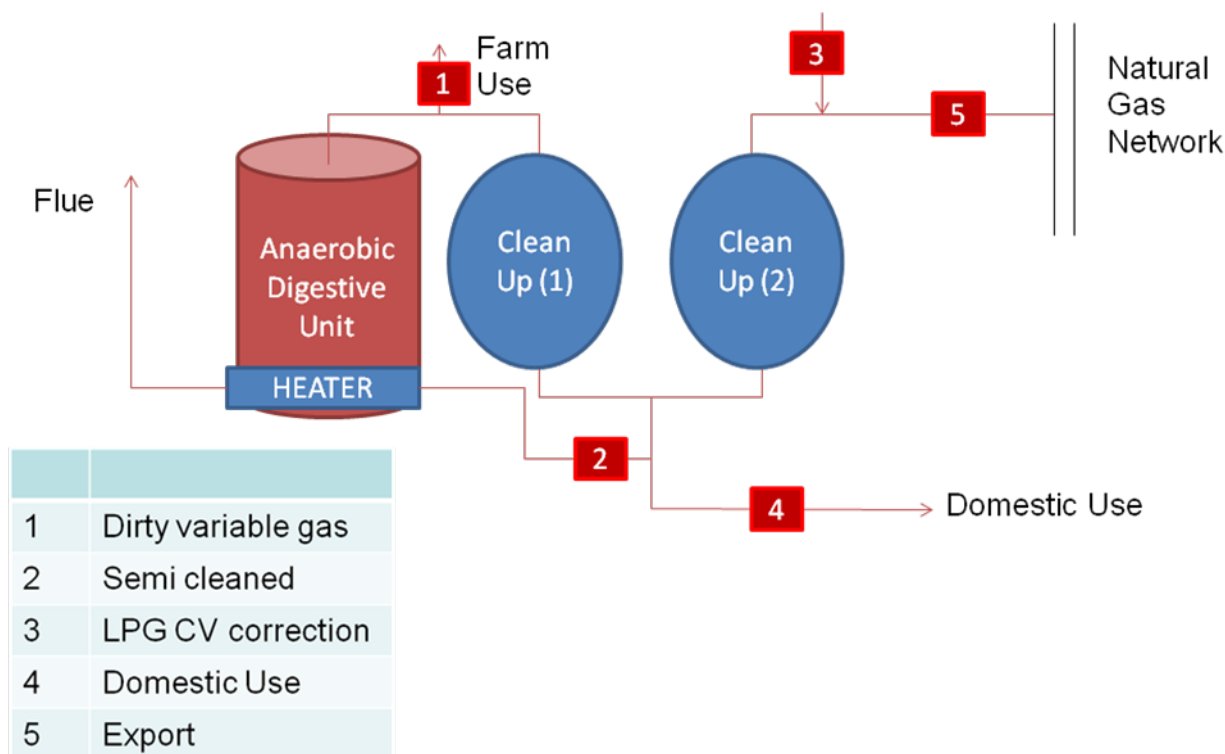 Farm
Use
1
3
5
Natural
Gas
Network
Flue
Anaerobic
Digestive
Unit
Clean
Up (1)
Clean
Up (2)
HEATER
2
4
Domestic Use
1 Dirty variable gas
2 Semi cleaned
3 LPG CV correction
4 Domestic Use
5 Export